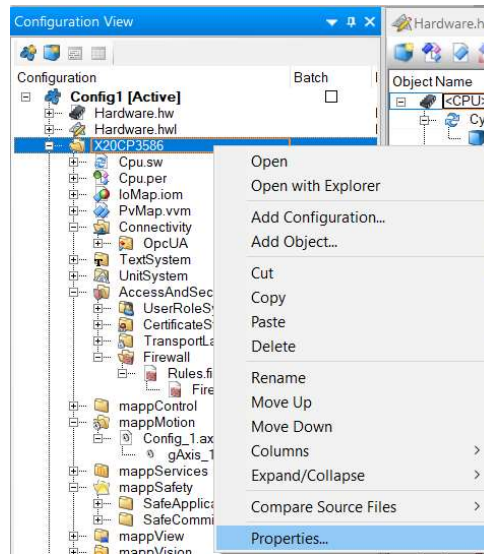 Configuration View
Hardware.h
Configuration
Batch
Object Name
Config1 [Active]
<CPU>
Hardware.hw
Cy
Hardware.hwl
X20CP3586
Cpu.sw
Open
Cpu.per
Open with Explorer
IoMap.iom
PvMap.vvm
Add Configuration...
Connectivity
Add Object...
OpcUA
TextSystem
Cut
UnitSystem
Copy
AccessAndSec
UserRoleSy
Paste
CertificateS
Delete
TransportLa
Firewall
Rename
Rules.fi
Move Up
Fire
mappControl
Move Down
mappMotion
Columns
Config_1.ax
gAxis_1
Expand/Collapse
mappServices
mappSafety
Compare Source Files
SafeApplica
SafeCommi
Properties...
mappView
mappVision